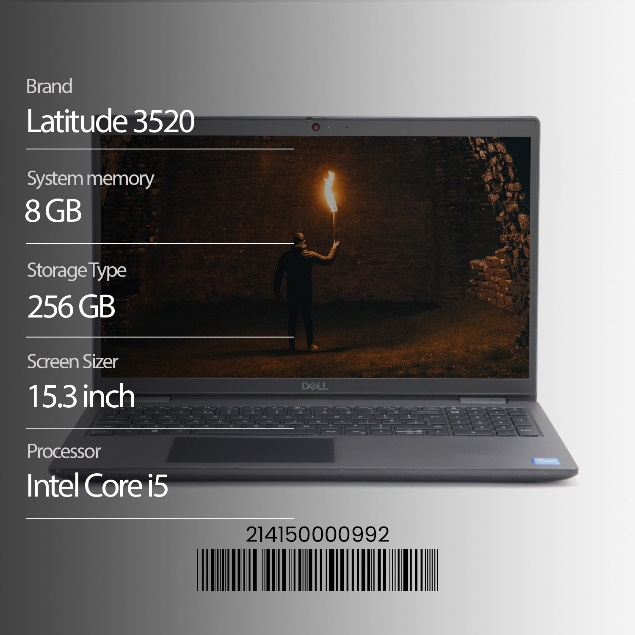 Brand
Latitude 3520
System memory
8 GB
Storage Type
256 GB
Screen Sizer
15.3 inch
DELL
Processor
Intel Core i5
214150000992